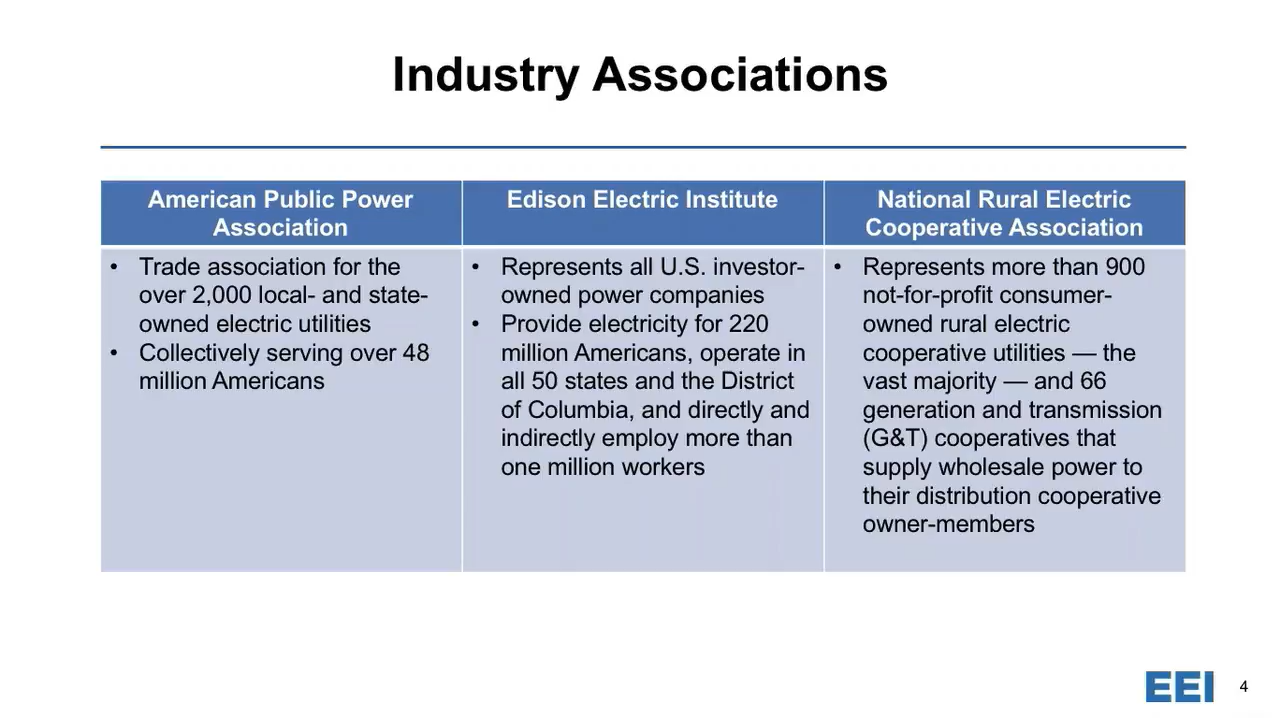 Industry Associations
American Public Power
Association
Edison Electric Institute
National Rural Electric
Cooperative Association
• Trade association for the
over 2,000 local- and state-
owned electric utilities
• Collectively serving over 48
million Americans
• Represents all U.S. investor-
owned power companies
• Provide electricity for 220
million Americans, operate in
all 50 states and the District
of Columbia, and directly and
indirectly employ more than
one million workers
• Represents more than 900
not-for-profit consumer-
owned rural electric
cooperative utilities — the
vast majority — and 66
generation and transmission
(G&T) cooperatives that
supply wholesale power to
their distribution cooperative
owner-members
EEI
4